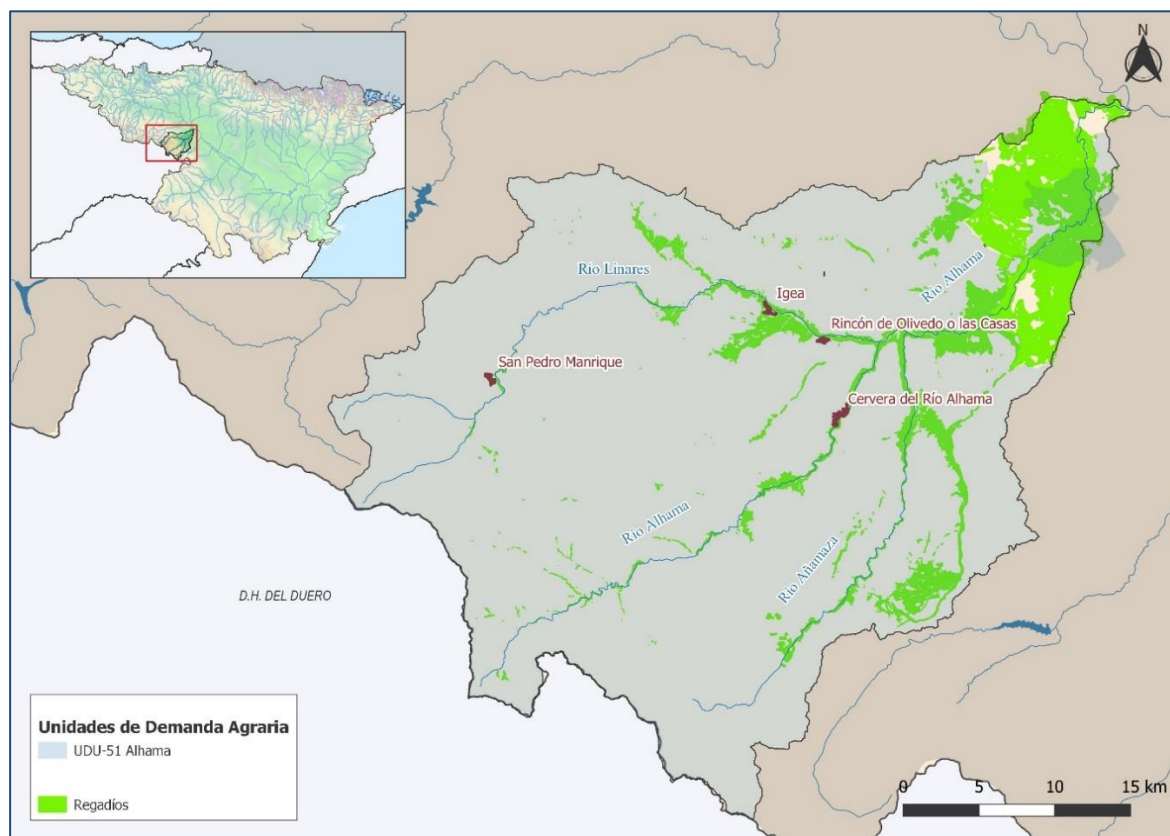 N
Río Alhama
Río Linares
Igea
Rincón de Olivedo o las Casas
San Pedro Manrique
Cervera del Río Alhama
Río Alhama
Río Añamaza
D.H. DEL DUERO
Unidades de Demanda Agraria
UDU-51 Alhama
Regadíos
0 5 10 15 km